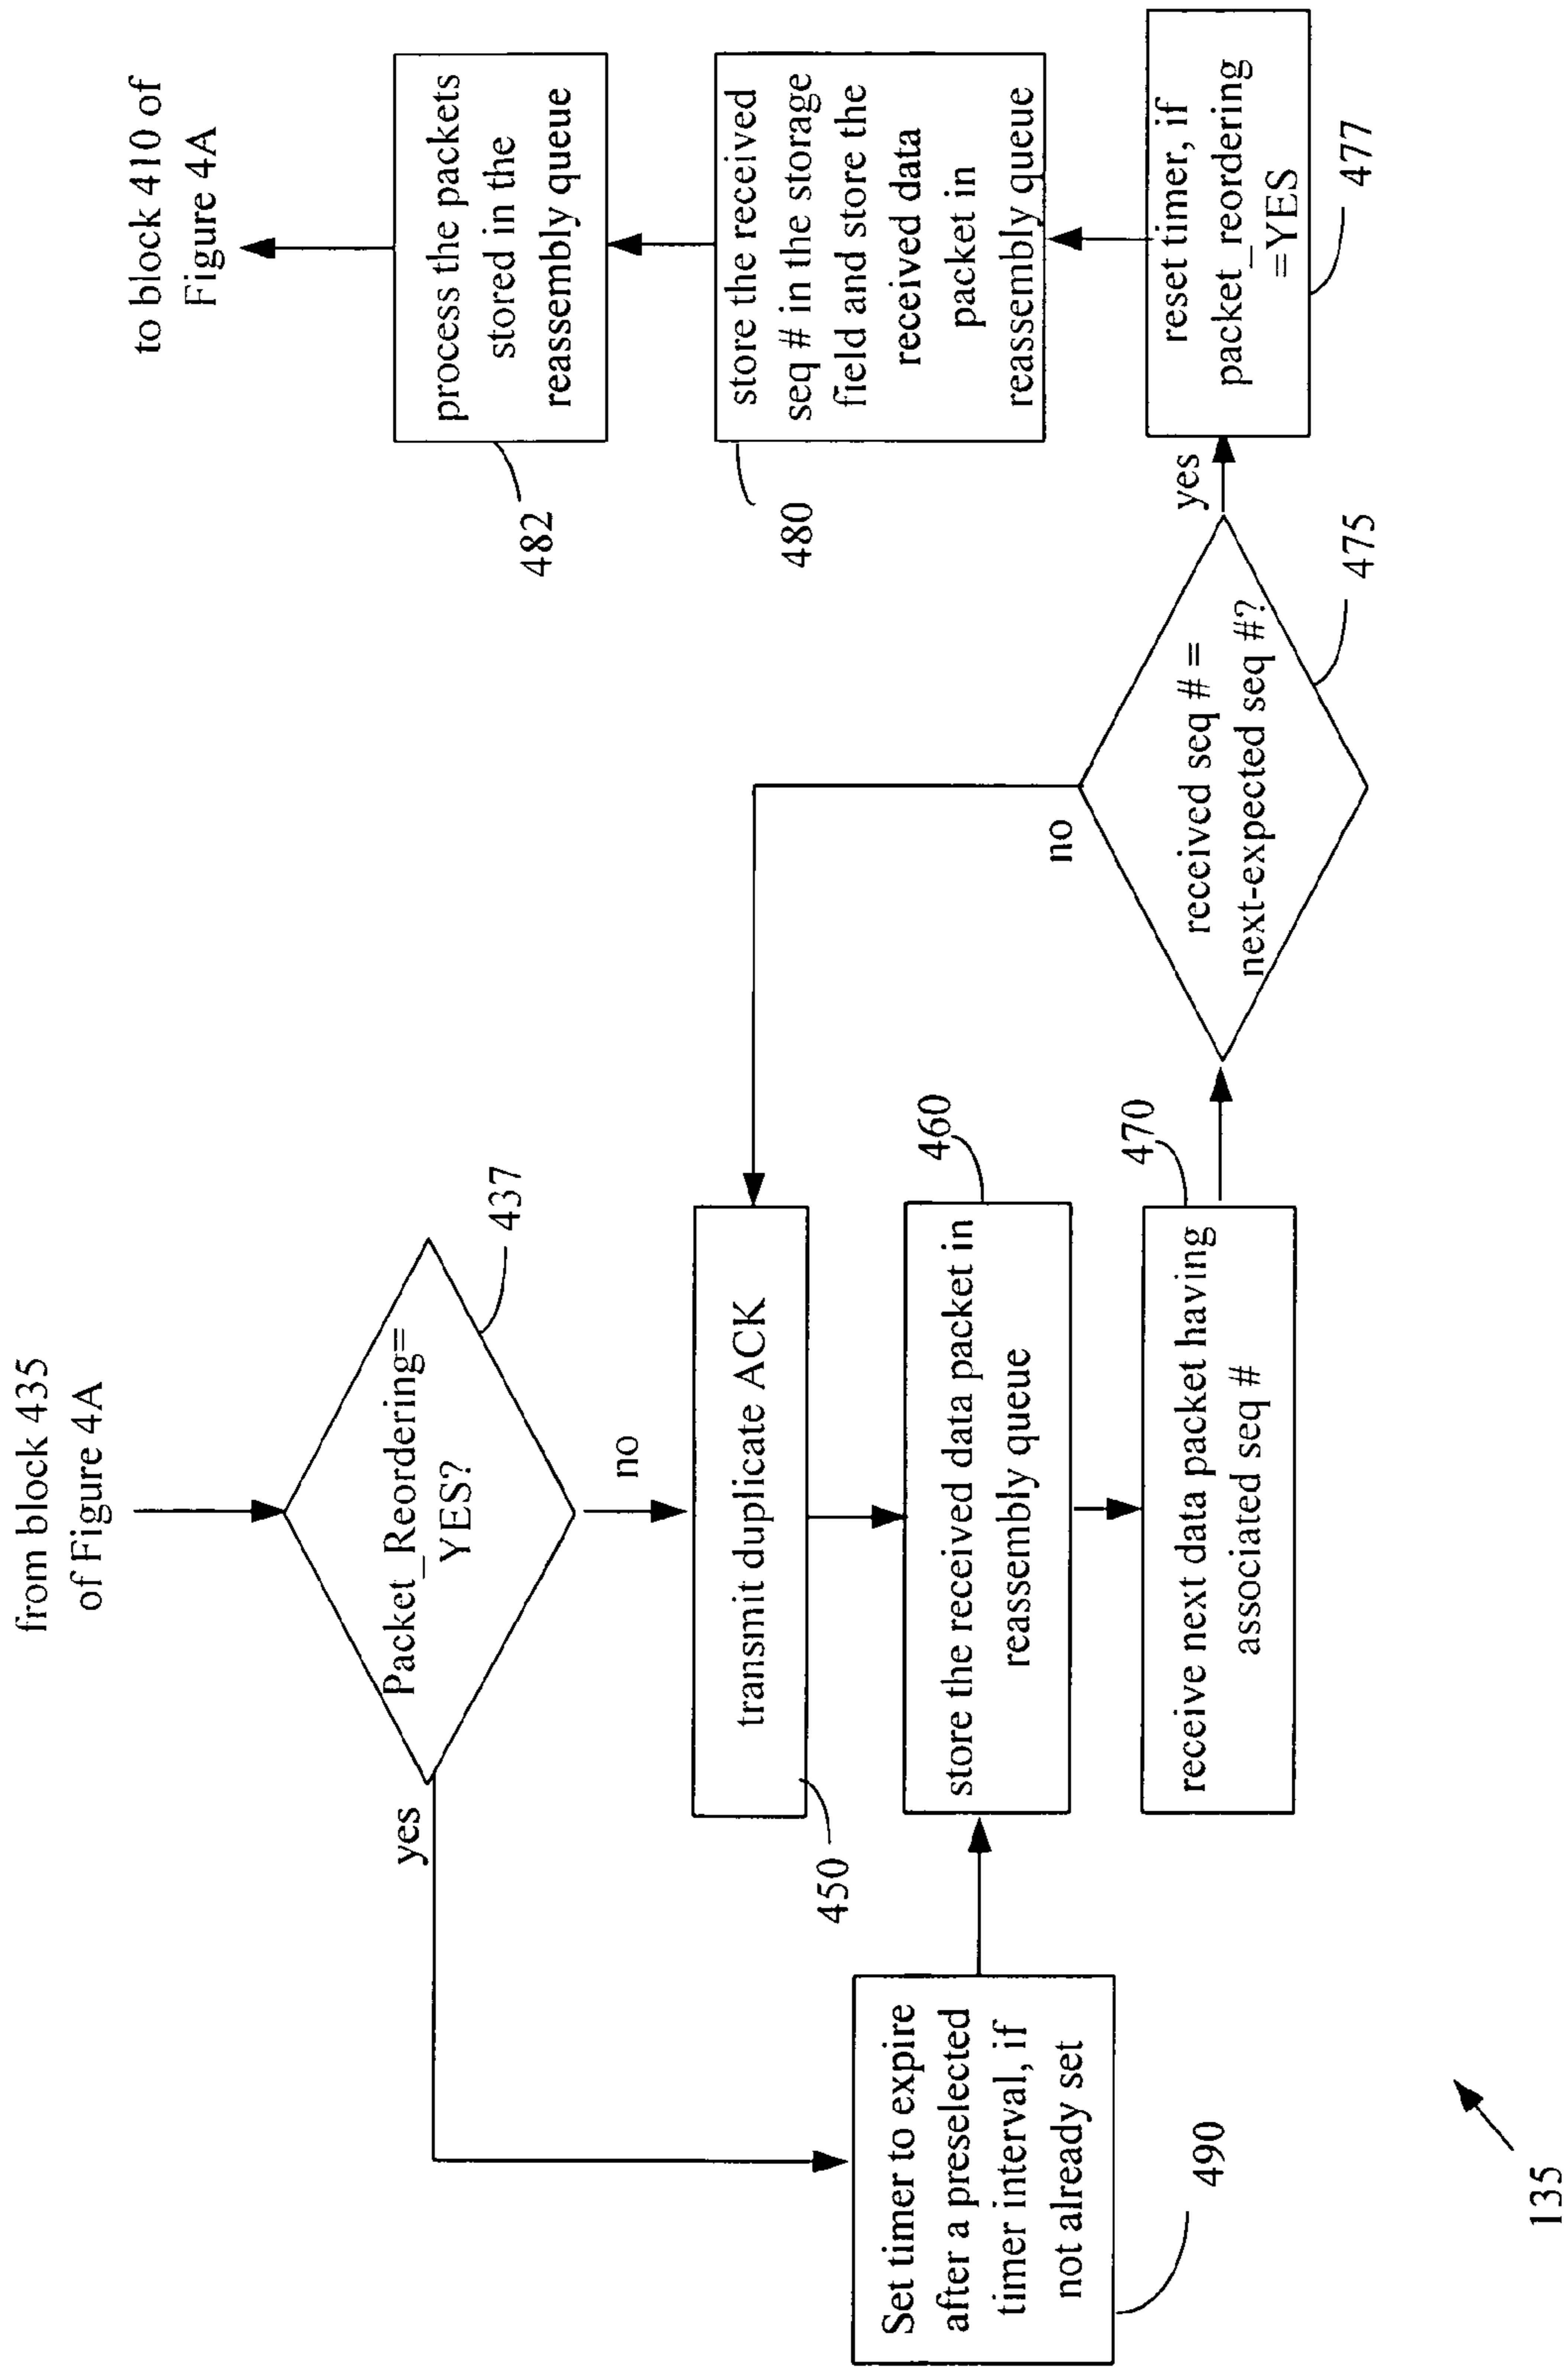 from block 435
of Figure 4A
Packet_Reordering=
YES?
437
yes
no
transmit duplicate ACK
450
Set timer to expire
after a preselected
timer interval, if
not already set
490
store the received data packet in
reassembly queue
460
receive next data packet having
associated seq #
470
received seq # =
next-expected seq #?
475
no
yes
reset timer, if
packet_reordering
=YES
477
store the received
seq # in the storage
field and store the
received data
packet in
reassembly queue
480
process the packets
stored in the
reassembly queue
482
to block 410 of
Figure 4A
135